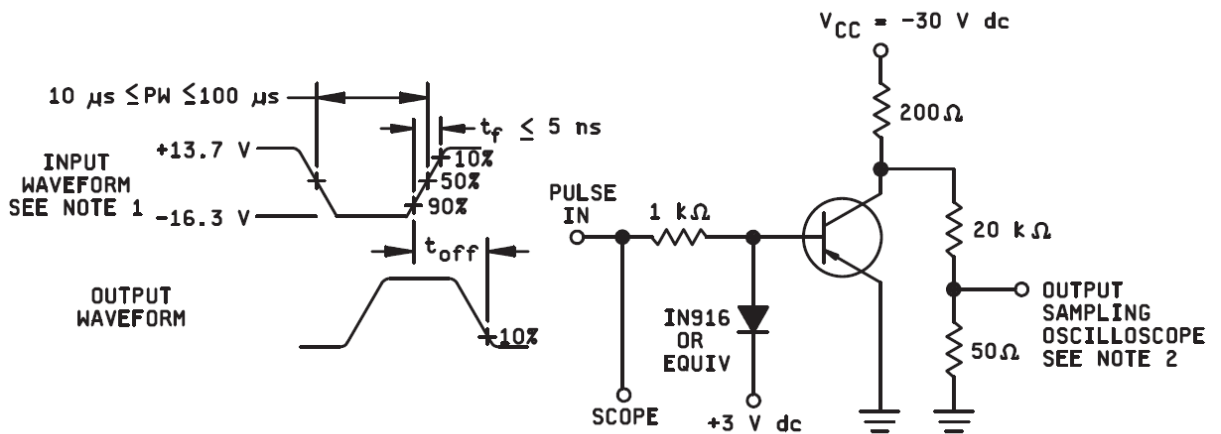 V_CC = -30 V dc
10 μs ≤PW ≤100 μs
200Ω
t_f ≤ 5 ns
+13.7 V
10%
INPUT
WAVEFORM
SEE NOTE 1
50%
-16.3 V
90%
PULSE
IN
1 kΩ
20 kΩ
t_off
OUTPUT
WAVEFORM
10%
IN916
OR
EQUIV
OUTPUT
SAMPLING
OSCILLOSCOPE
SEE NOTE 2
50Ω
SCOPE
+3 V dc